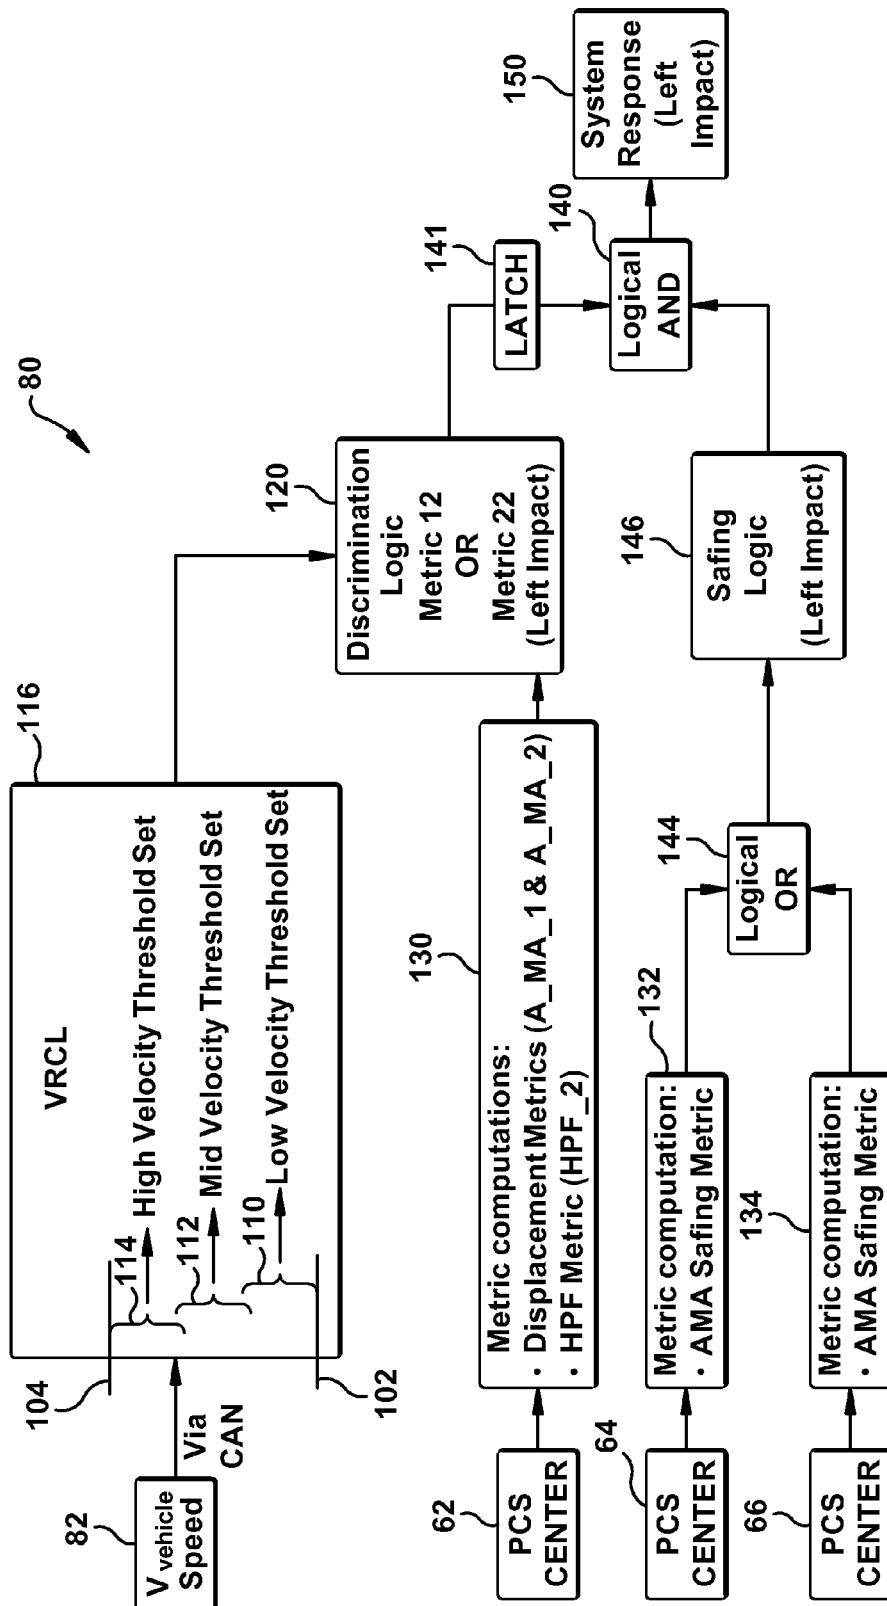 80
82
V vehicle
Speed
Via
CAN
104
102
116
VRCL
114
High Velocity Threshold Set
112
Mid Velocity Threshold Set
110
Low Velocity Threshold Set
120
Discrimination
Logic
Metric 12
OR
Metric 22
(Left Impact)
62
PCS
CENTER
130
Metric computations:
• Displacement Metrics (A_MA_1 & A_MA_2)
• HPF Metric (HPF_2)
141
LATCH
140
Logical
AND
150
System
Response
(Left
Impact)
64
PCS
CENTER
132
Metric computation:
• AMA Safing Metric
144
Logical
OR
146
Safing
Logic
(Left Impact)
66
PCS
CENTER
134
Metric computation:
• AMA Safing Metric